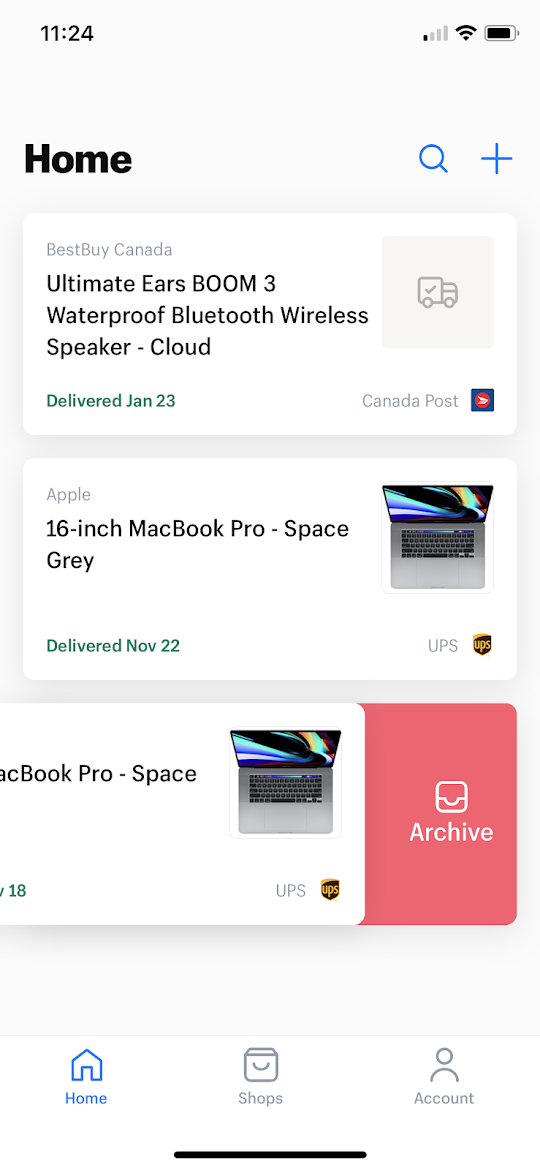 11:24
Home
BestBuy Canada
Ultimate Ears BOOM 3
Waterproof Bluetooth Wireless
Speaker - Cloud
Delivered Jan 23
Canada Post
Apple
16-inch MacBook Pro - Space
Grey
Delivered Nov 22
UPS
ups
acBook Pro - Space
Archive
v 18
UPS
ups
Home
Shops
Account